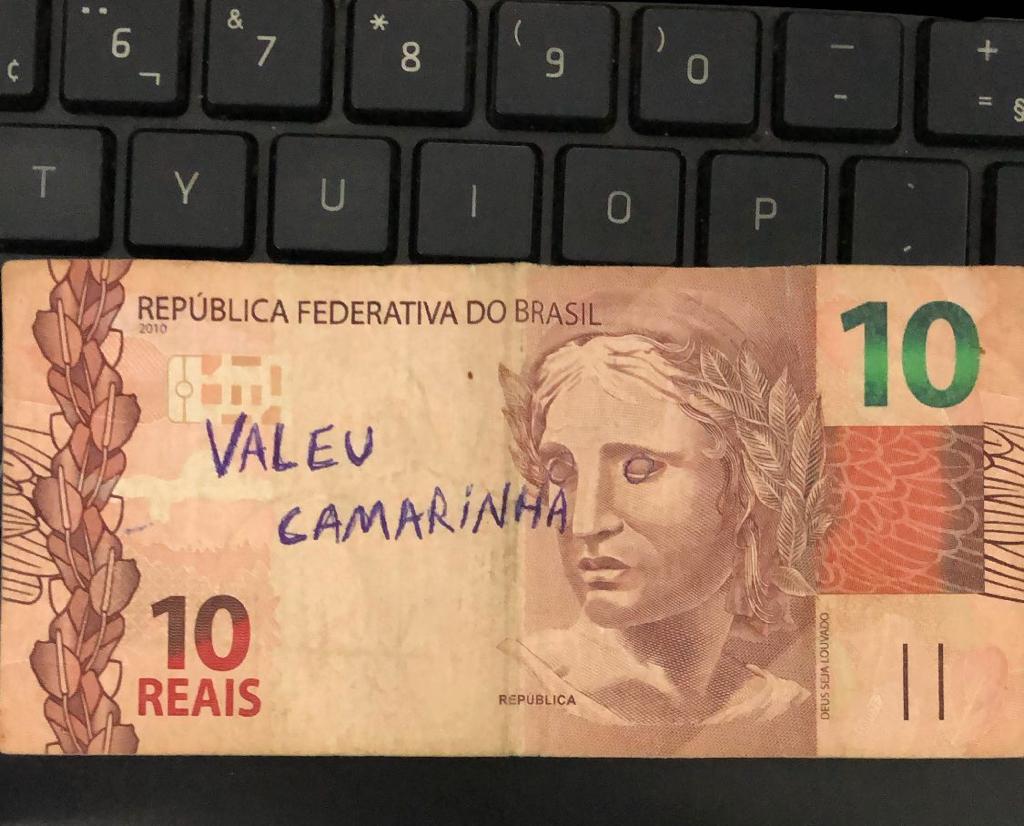 ¢ ¨ 6 ¬ & 7 * 8 ( 9 ) 0 — - + = §
T Y U I O P ` ´
REPÚBLICA FEDERATIVA DO BRASIL
2010
10
VALEU
CAMARINHA
10
REAIS
REPÚBLICA
DEUS SEJA LOUVADO